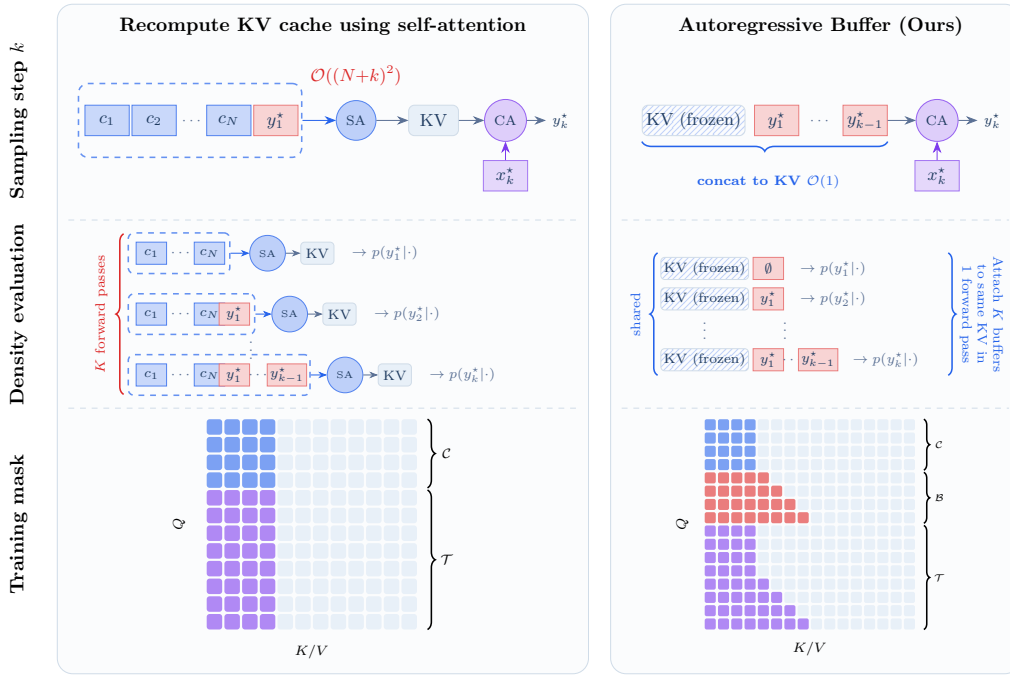 Recompute KV cache using self-attention
Autoregressive Buffer (Ours)
Sampling step k
O((N+k)²)
c₁ c₂ ··· c_N y₁* SA KV CA y_k*
x_k*
KV (frozen) y₁* ··· y_{k−1}* CA y_k*
x_k*
concat to KV O(1)
Density evaluation
K forward passes
c₁ ··· c_N SA KV → p(y₁*|·)
c₁ ··· c_N y₁* SA KV → p(y₂*|·)
⋮
c₁ ··· c_N y₁* ··· y_{k−1}* SA KV → p(y_k*|·)
shared
KV (frozen) ∅ → p(y₁*|·)
KV (frozen) y₁* → p(y₂*|·)
⋮ ⋮
KV (frozen) y₁* ·· y_{k−1}* → p(y_k*|·)
Attach K buffers
to same KV in
1 forward pass
Training mask
Q
C
T
K/V
Q
C
B
T
K/V